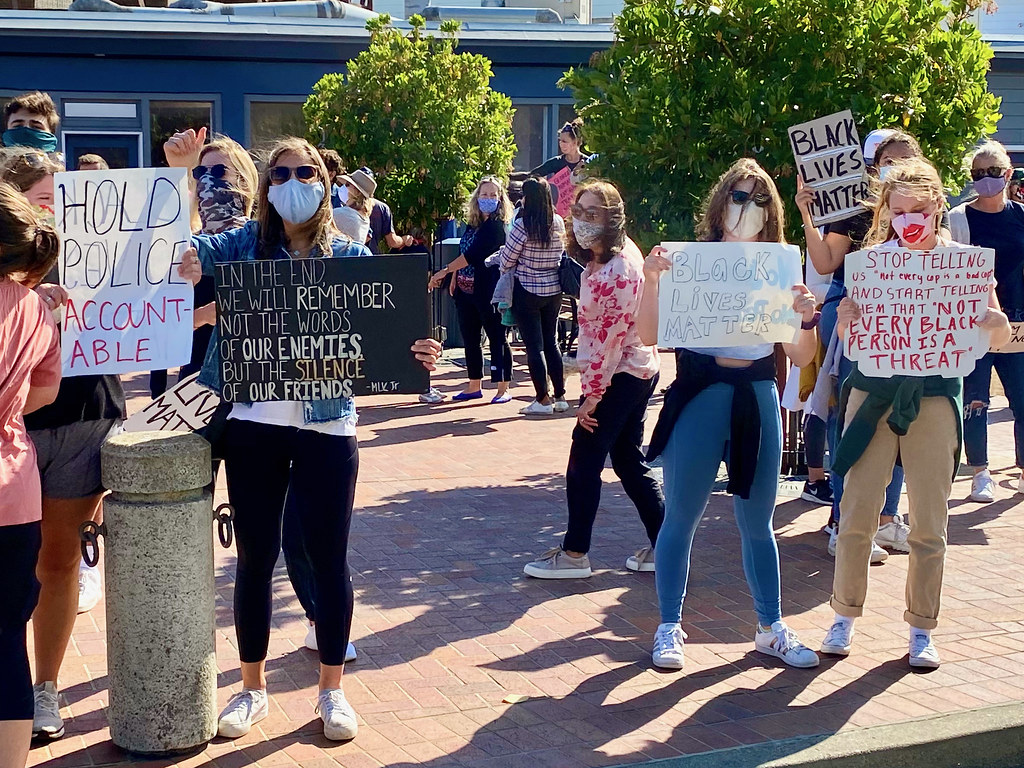 HOLD
POLICE
ACCOUNT-
ABLE
IN THE END,
WE WILL REMEMBER
NOT THE WORDS
OF OUR ENEMIES
BUT THE SILENCE
OF OUR FRIENDS
-MLK Jr
BLACK
LIVES
MATTER
BLACK
LIVES
MATTER
STOP TELLING
US "not every cop is a bad cop"
AND START TELLING
THEM THAT "NOT
EVERY BLACK
PERSON IS A
THREAT"